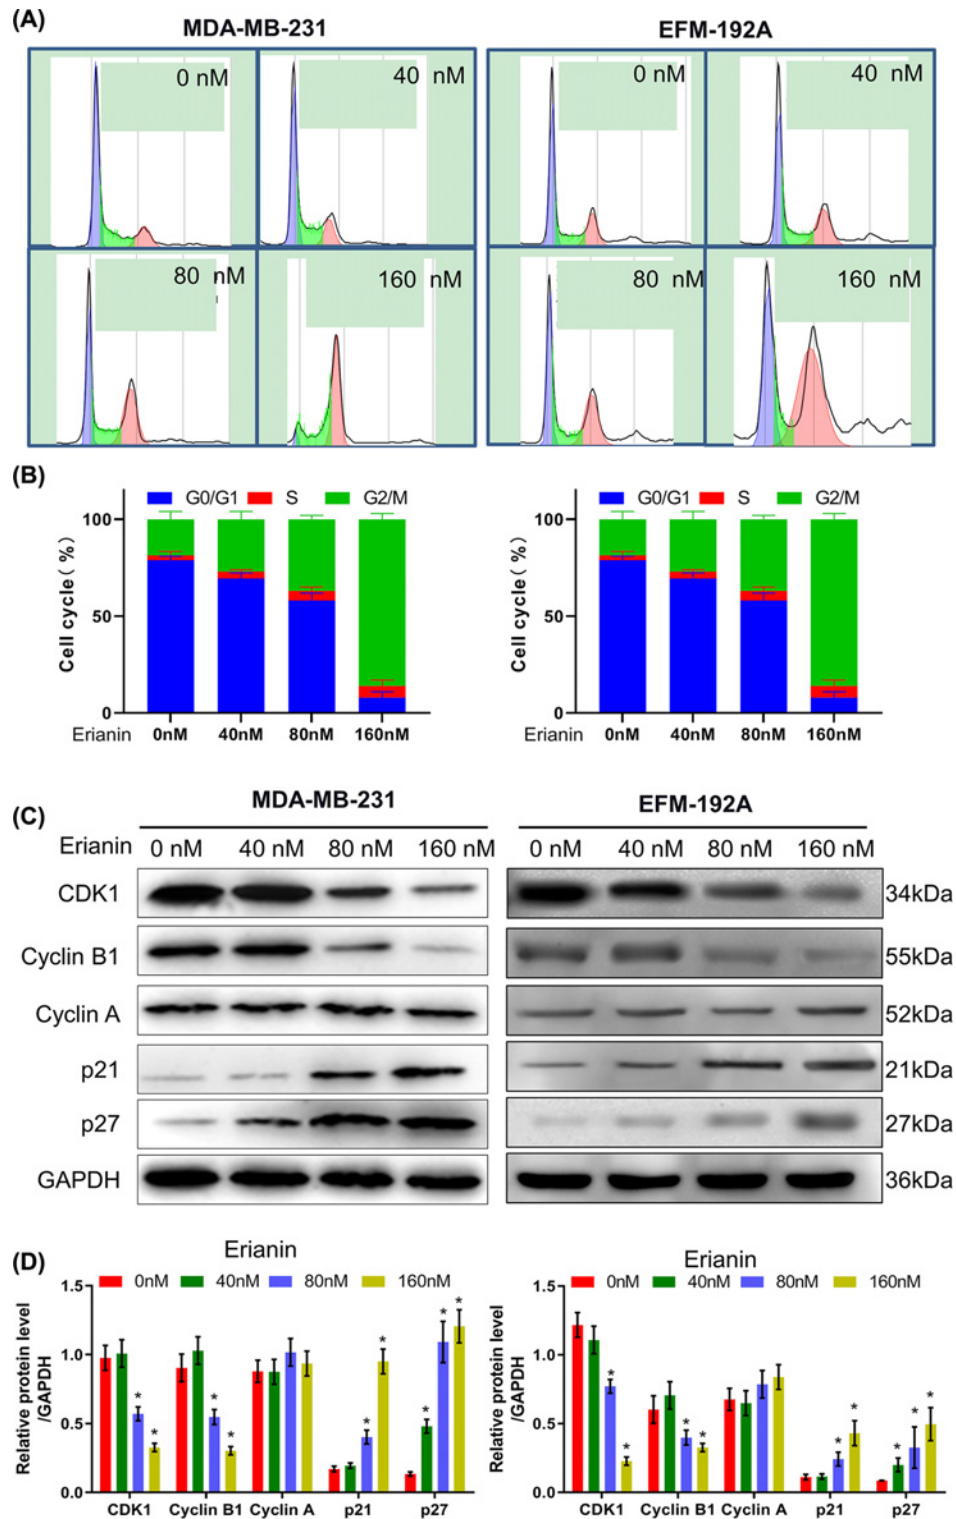 (A)
MDA-MB-231 EFM-192A
0 nM 40 nM 0 nM 40 nM
80 nM 160 nM 80 nM 160 nM
(B)
G0/G1 S G2/M G0/G1 S G2/M
Cell cycle ( %) Cell cycle ( %)
100 100
50 50
0 0
Erianin 0nM 40nM 80nM 160nM Erianin 0nM 40nM 80nM 160nM
(C)
MDA-MB-231 EFM-192A
Erianin 0 nM 40 nM 80 nM 160 nM 0 nM 40 nM 80 nM 160 nM
CDK1 34kDa
Cyclin B1 55kDa
Cyclin A 52kDa
p21 21kDa
p27 27kDa
GAPDH 36kDa
(D)
Erianin Erianin
0nM 40nM 80nM 160nM 0nM 40nM 80nM 160nM
Relative protein level /GAPDH Relative protein level /GAPDH
1.5 1.5
1.0 1.0
0.5 0.5
0.0 0.0
* * * * * * * * *
* * * * * * * * *
CDK1 Cyclin B1 Cyclin A p21 p27 CDK1 Cyclin B1 Cyclin A p21 p27